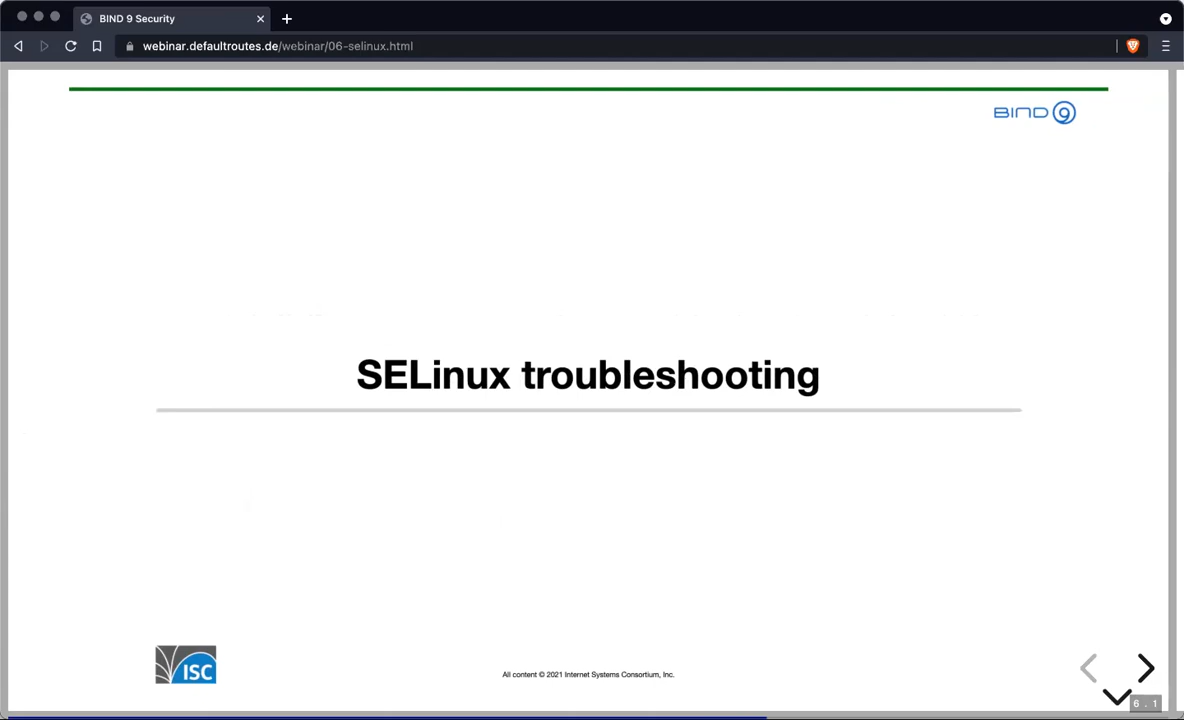 BIND 9 Security
webinar.defaultroutes.de/webinar/06-selinux.html
BIND 9
SELinux troubleshooting
ISC
All content © 2021 Internet Systems Consortium, Inc.
6 . 1